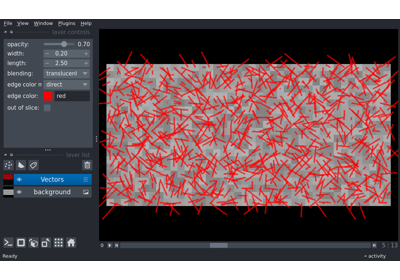 File View Window Plugins Help
layer controls
opacity: 0.70
width: 0.20
length: 2.50
blending: translucent
edge color m direct
edge color: red
out of slice:
layer list
Vectors
background
0 5 13
Ready activity